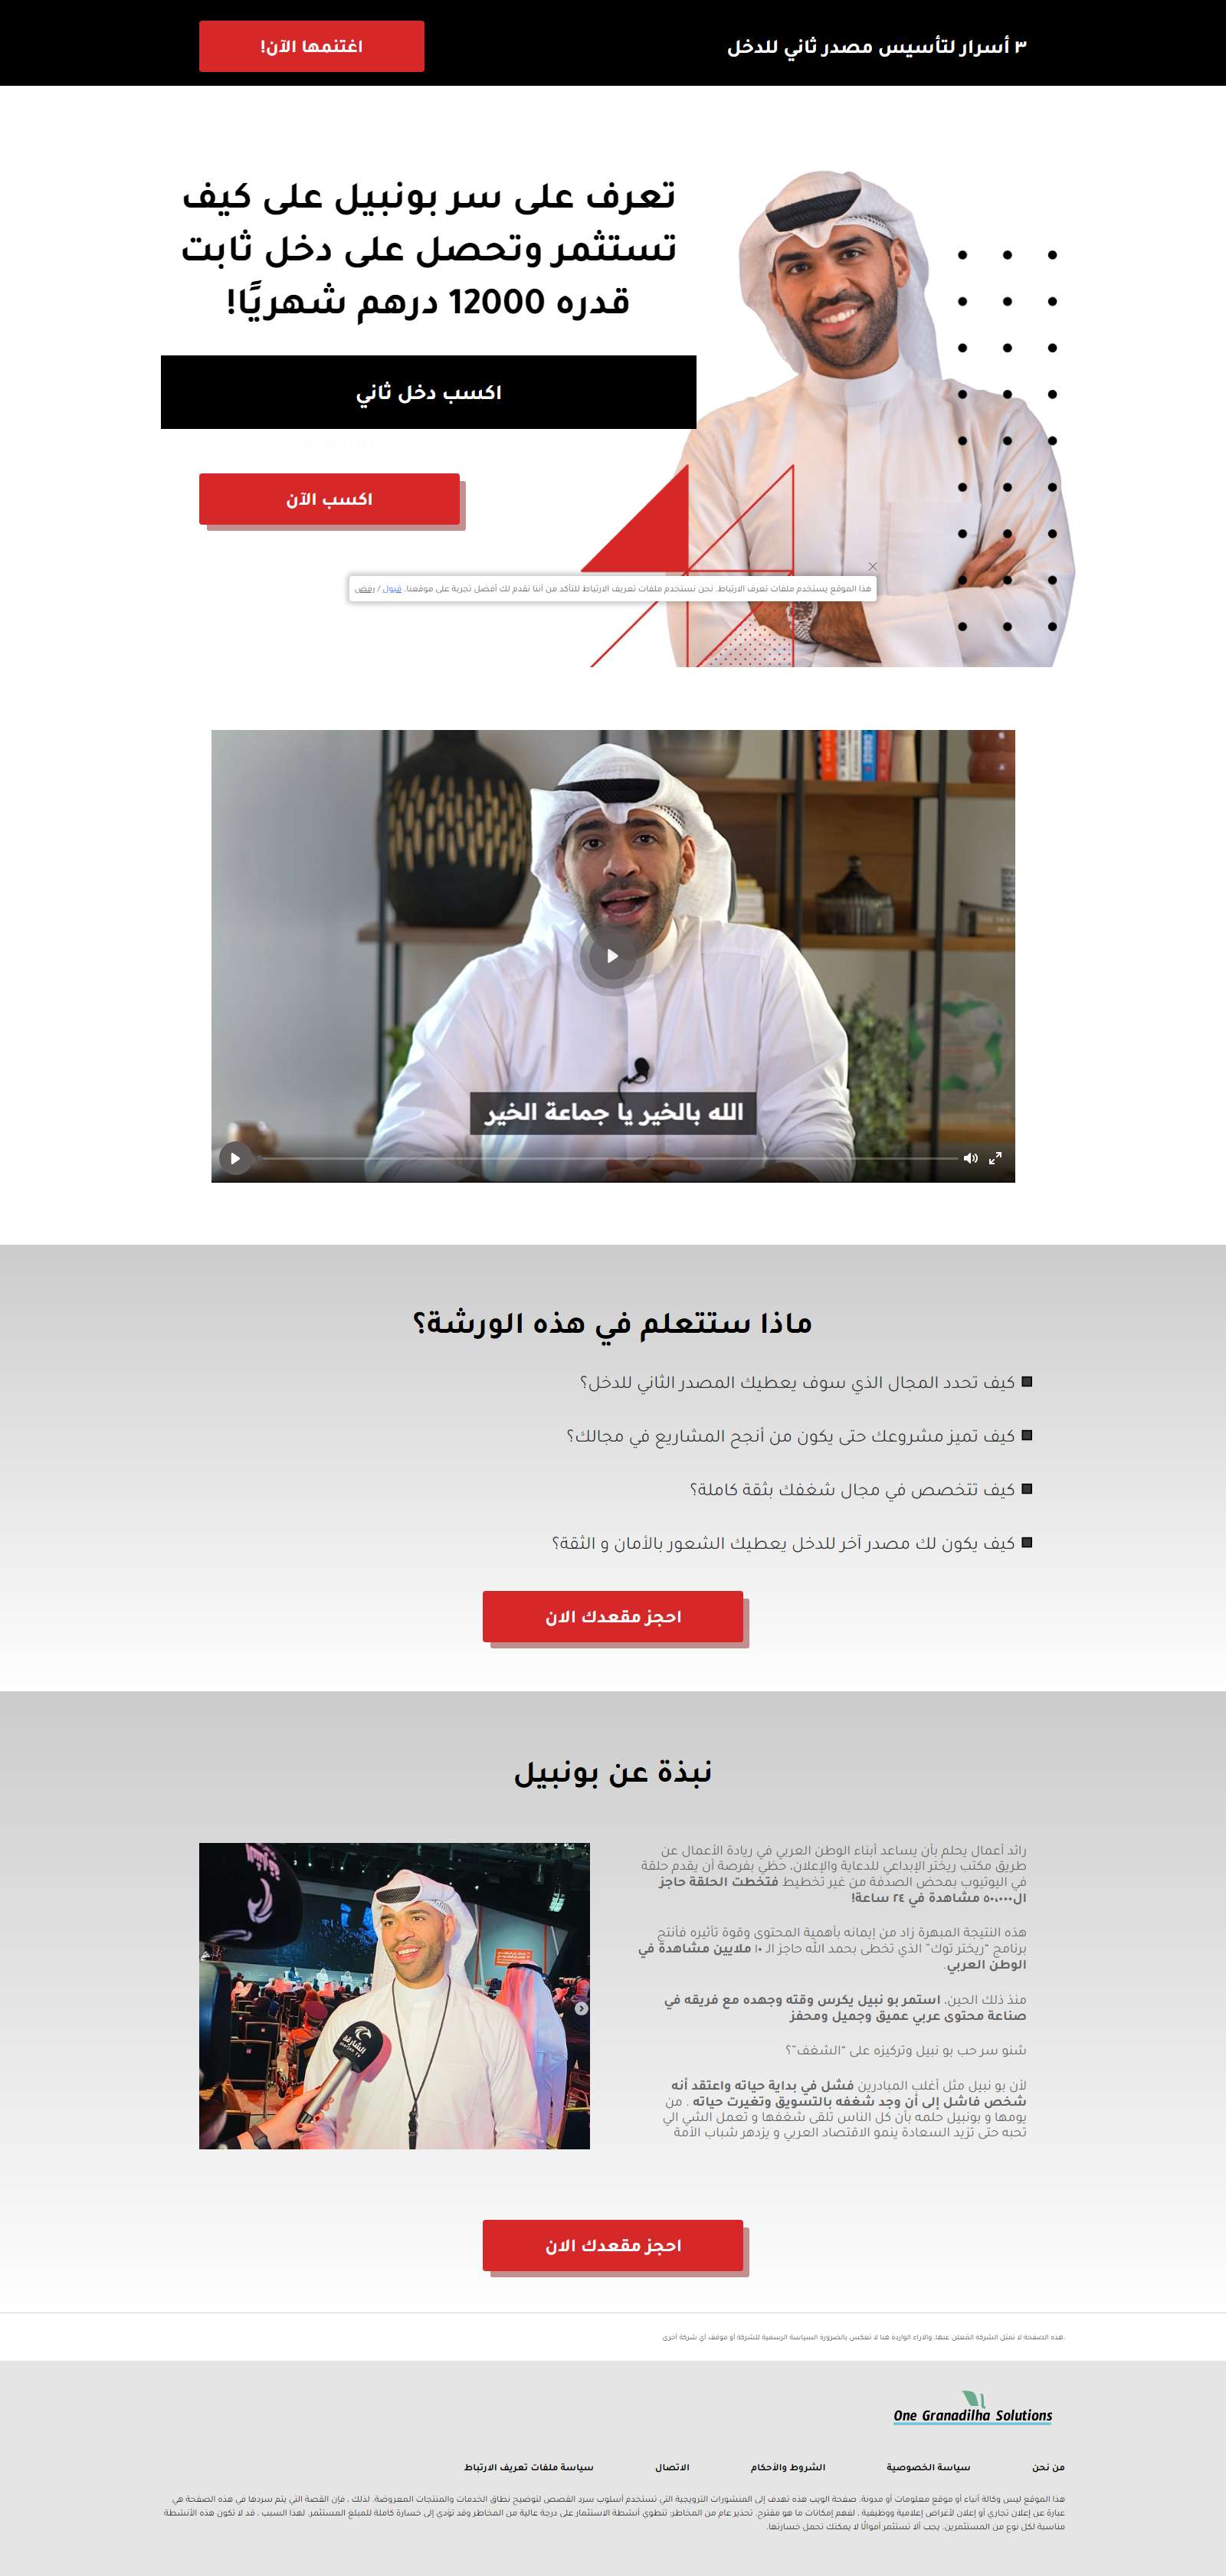 ٣ أسرار لتأسيس مصدر ثاني للدخل
اغتنمها الآن!
تعرف على سر بونبيل على كيف
تستثمر وتحصل على دخل ثابت
قدره 12000 درهم شهريًا!
اكسب دخل ثاني
اكسب الآن
هذا الموقع يستخدم ملفات تعرف الارتباط. نحن نستخدم ملفات تعريف الارتباط للتأكد من أننا نقدم لك أفضل تجربة على موقعنا. قبول / رفض
الله بالخير يا جماعة الخير
ماذا ستتعلم في هذه الورشة؟
كيف تحدد المجال الذي سوف يعطيك المصدر الثاني للدخل؟
كيف تميز مشروعك حتى يكون من أنجح المشاريع في مجالك؟
كيف تتخصص في مجال شغفك بثقة كاملة؟
كيف يكون لك مصدر آخر للدخل يعطيك الشعور بالأمان و الثقة؟
احجز مقعدك الان
نبذة عن بونبيل
رائد أعمال يحلم بأن يساعد أبناء الوطن العربي في ريادة الأعمال عن
طريق مكتب ريختر الإبداعي للدعاية والإعلان، حظي بفرصة أن يقدم حلقة
في اليوتيوب بمحض الصدفة من غير تخطيط فتخطت الحلقة حاجز
ال٥٠،٠٠٠ مشاهدة في ٢٤ ساعة!
هذه النتيجة المبهرة زاد من إيمانه بأهمية المحتوى وقوة تأثيره فأنتج
برنامج “ريختر توك” الذي تخطى بحمد الله حاجز الـ ١٠ ملايين مشاهدة في
الوطن العربي.
منذ ذلك الحين، استمر بو نبيل يكرس وقته وجهده مع فريقه في
صناعة محتوى عربي عميق وجميل ومحفز
شنو سر حب بو نبيل وتركيزه على “الشغف”؟
لأن بو نبيل مثل أغلب المبادرين فشل في بداية حياته واعتقد أنه
شخص فاشل إلى أن وجد شغفه بالتسويق وتغيرت حياته . من
يومها و بونبيل حلمه بأن كل الناس تلقى شغفها و تعمل الشي الي
تحبه حتى تزيد السعادة ينمو الاقتصاد العربي و يزدهر شباب الأمة
الشارقة
احجز مقعدك الان
هذه الصفحة لا تمثل الشركة المُعلن عنها، والآراء الواردة هنا لا تعكس بالضرورة السياسة الرسمية للشركة أو موقف أي شركة أخرى.
One Granadilha Solutions
من نحن
سياسة الخصوصية
الشروط والأحكام
الاتصال
سياسة ملفات تعريف الارتباط
هذا الموقع ليس وكالة أنباء أو موقع معلومات أو مدونة. صفحة الويب هذه تهدف إلى المنشورات الترويجية التي تستخدم أسلوب سرد القصص لتوضيح نطاق الخدمات والمنتجات المعروضة. لذلك ، فإن القصة التي يتم سردها في هذه الصفحة هي
عبارة عن إعلان تجاري أو إعلان لأغراض إعلامية ووظيفية ، لفهم إمكانات ما هو مقترح. تحذير عام من المخاطر: تنطوي أنشطة الاستثمار على درجة عالية من المخاطر وقد تؤدي إلى خسارة كاملة للمبلغ المستثمر. لهذا السبب ، قد لا تكون هذه الأنشطة
مناسبة لكل نوع من المستثمرين. يجب ألا تستثمر أموالًا لا يمكنك تحمل خسارتها.